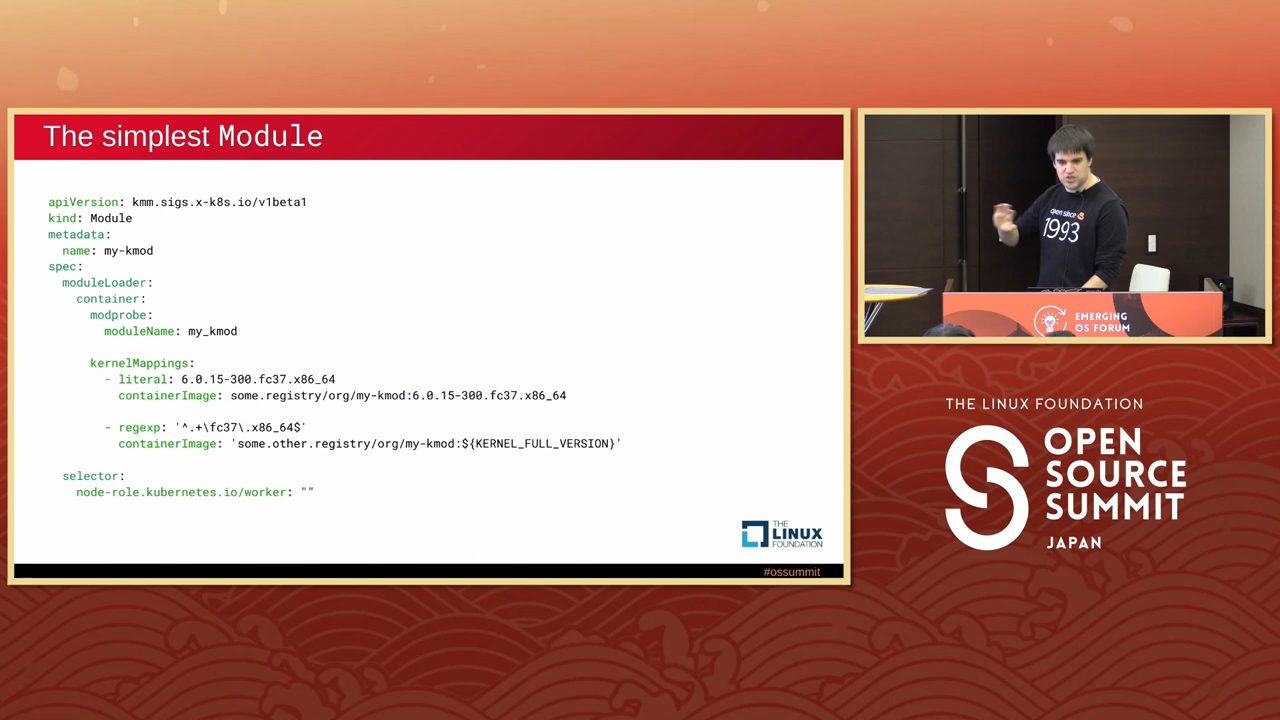 The simplest Module
apiVersion: kmm.sigs.x-k8s.io/v1beta1
kind: Module
metadata:
  name: my-kmod
spec:
  moduleLoader:
    container:
      modprobe:
        moduleName: my_kmod
      kernelMappings:
        - literal: 6.0.15-300.fc37.x86_64
          containerImage: some.registry/org/my-kmod:6.0.15-300.fc37.x86_64
        - regexp: '^.+\fc37\.x86_64$'
          containerImage: 'some.other.registry/org/my-kmod:${KERNEL_FULL_VERSION}'
  selector:
    node-role.kubernetes.io/worker: ""
THE
LINUX
FOUNDATION
#ossummit
open since
1993
EMERGING
OS FORUM
THE LINUX FOUNDATION
OPEN
SOURCE
SUMMIT
JAPAN